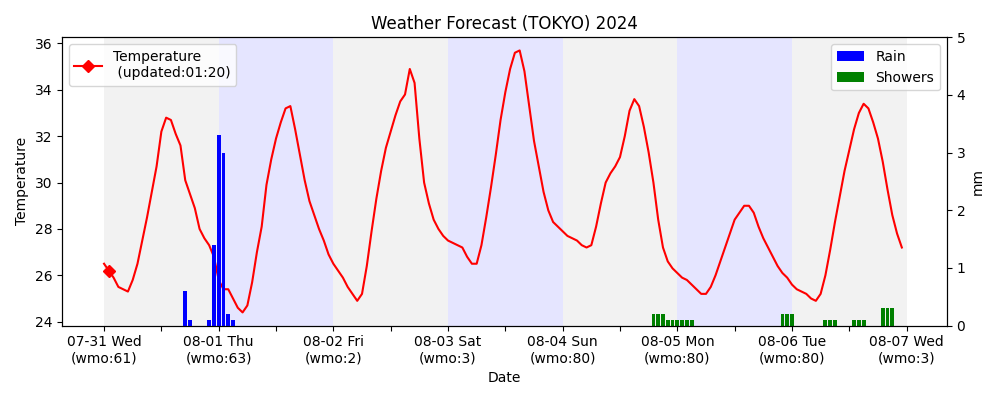 Weather Forecast (TOKYO) 2024
Temperature
(updated:01:20)
Rain
Showers
36
34
32
30
28
26
24
Temperature
5
4
3
2
1
0
mm
07-31 Wed 08-01 Thu 08-02 Fri 08-03 Sat 08-04 Sun 08-05 Mon 08-06 Tue 08-07 Wed
(wmo:61) (wmo:63) (wmo:2) (wmo:3) (wmo:80) (wmo:80) (wmo:80) (wmo:3)
Date